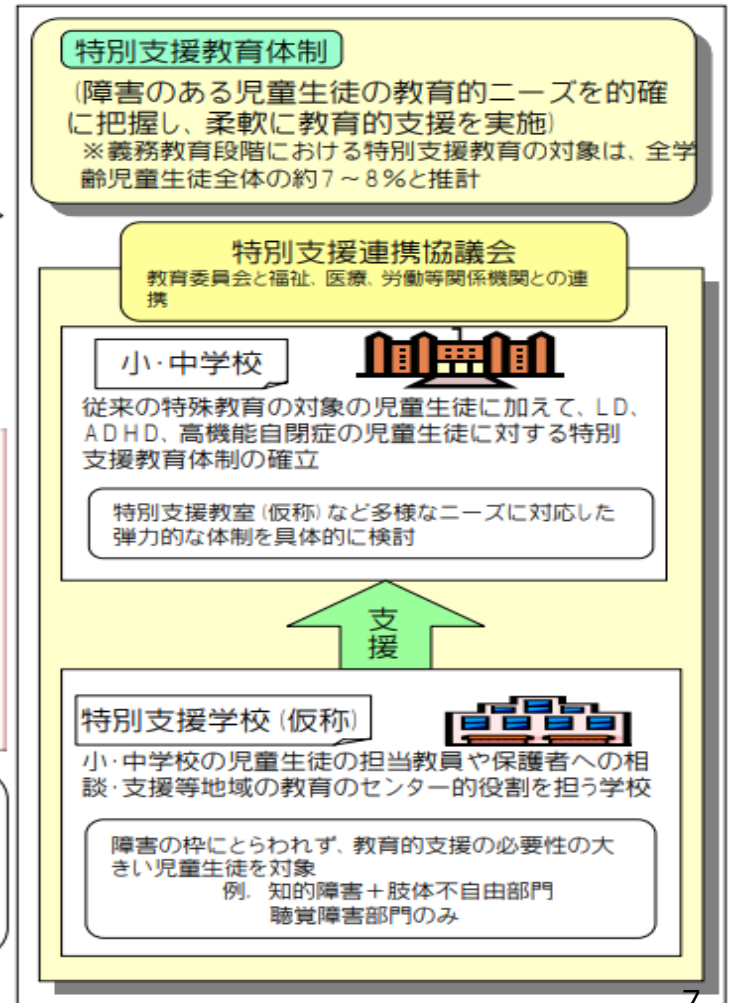 特別支援教育体制
(障害のある児童生徒の教育的ニーズを的確
に把握し、柔軟に教育的支援を実施)
※義務教育段階における特別支援教育の対象は、全学
齢児童生徒全体の約7～8%と推計
特別支援連携協議会
教育委員会と福祉、医療、労働等関係機関との連
携
小・中学校
従来の特殊教育の対象の児童生徒に加えて、LD、
ADHD、高機能自閉症の児童生徒に対する特別
支援教育体制の確立
特別支援教室(仮称)など多様なニーズに対応した
弾力的な体制を具体的に検討
支
援
特別支援学校(仮称)
小・中学校の児童生徒の担当教員や保護者への相
談・支援等地域の教育のセンター的役割を担う学校
障害の枠にとらわれず、教育的支援の必要性の大
きい児童生徒を対象
例. 知的障害＋肢体不自由部門
聴覚障害部門のみ
7